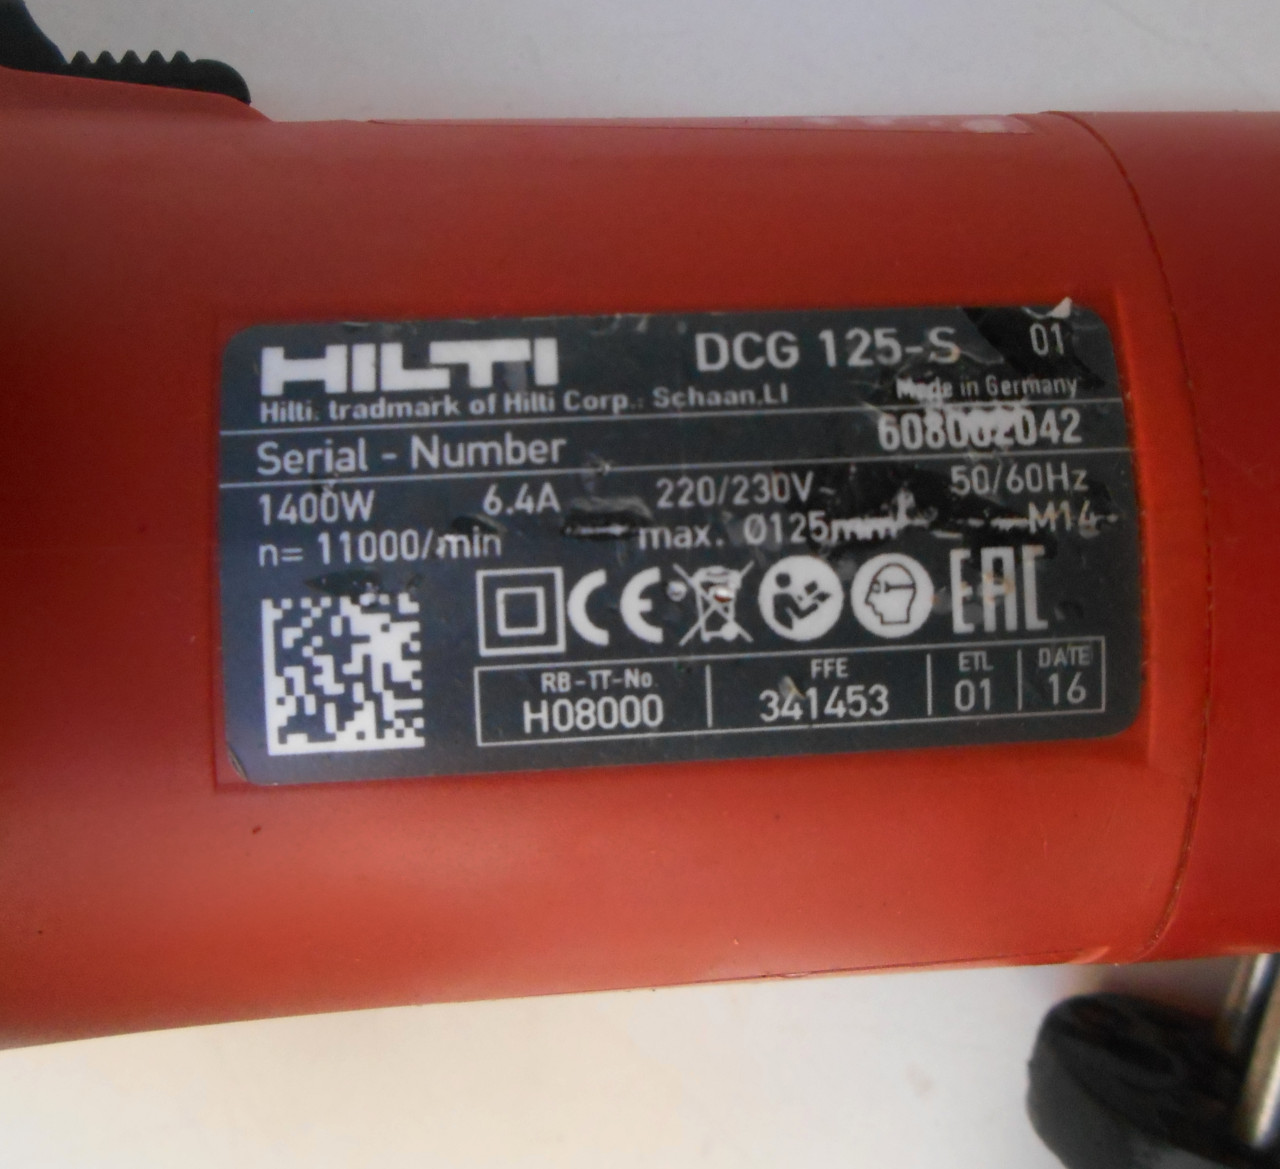 HILTI DCG 125-S 01
Hilti. tradmark of Hilti Corp.: Schaan,LI Made in Germany
Serial - Number 608002042
1400W 6.4A 220/230V~ 50/60Hz
n= 11000/min max. Ø125mm M14
CE EAC
RB-TT-No. FFE ETL DATE
H08000 341453 01 16